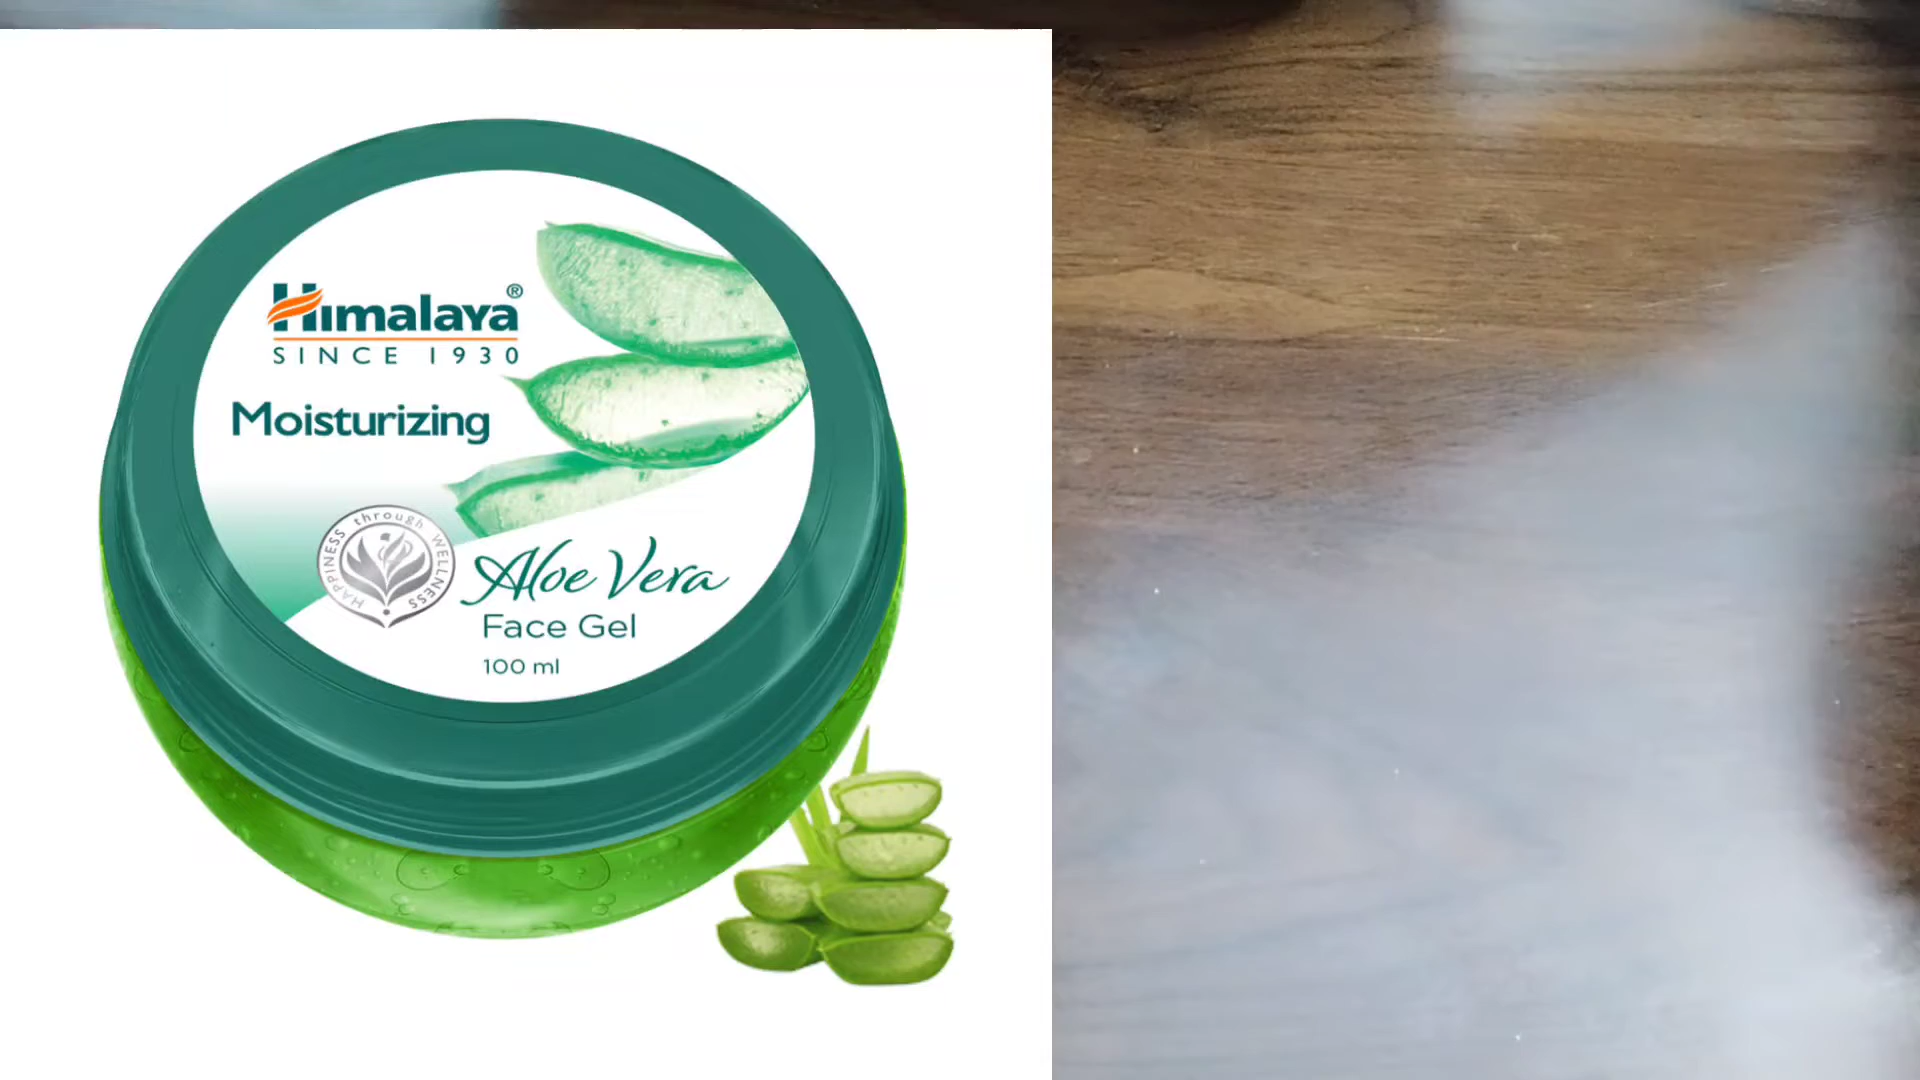 Himalaya®
SINCE 1930
Moisturizing
HAPPINESS through WELLNESS
Aloe Vera
Face Gel
100 ml